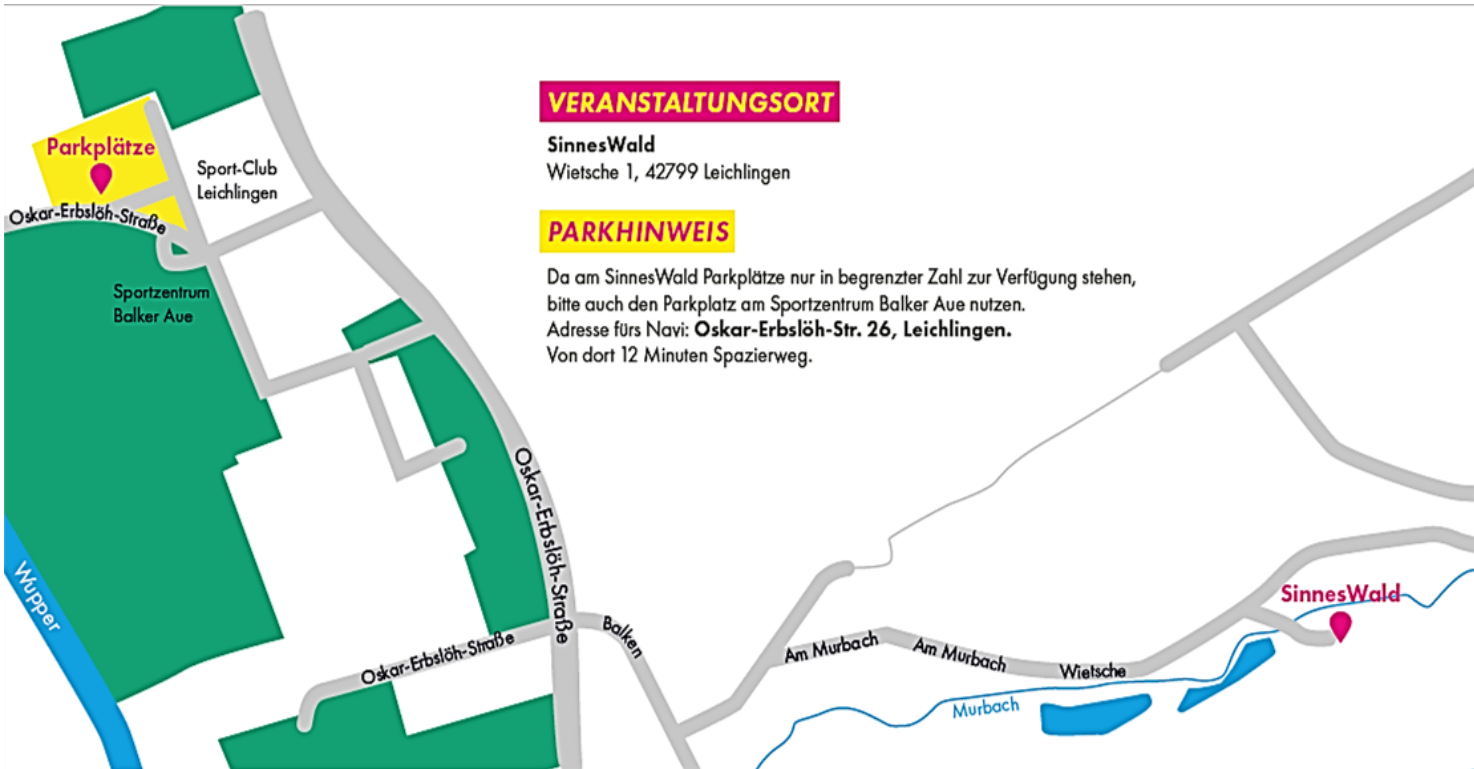 VERANSTALTUNGSORT
SinnesWald
Wietsche 1, 42799 Leichlingen
PARKHINWEIS
Da am SinnesWald Parkplätze nur in begrenzter Zahl zur Verfügung stehen,
bitte auch den Parkplatz am Sportzentrum Balker Aue nutzen.
Adresse fürs Navi: Oskar-Erbslöh-Str. 26, Leichlingen.
Von dort 12 Minuten Spazierweg.
Parkplätze
Sport-Club
Leichlingen
Oskar-Erbslöh-Straße
Sportzentrum
Balker Aue
Oskar-Erbslöh-Straße
Wupper
Oskar-Erbslöh-Straße
Balken
Am Murbach
Am Murbach
Wietsche
Murbach
SinnesWald